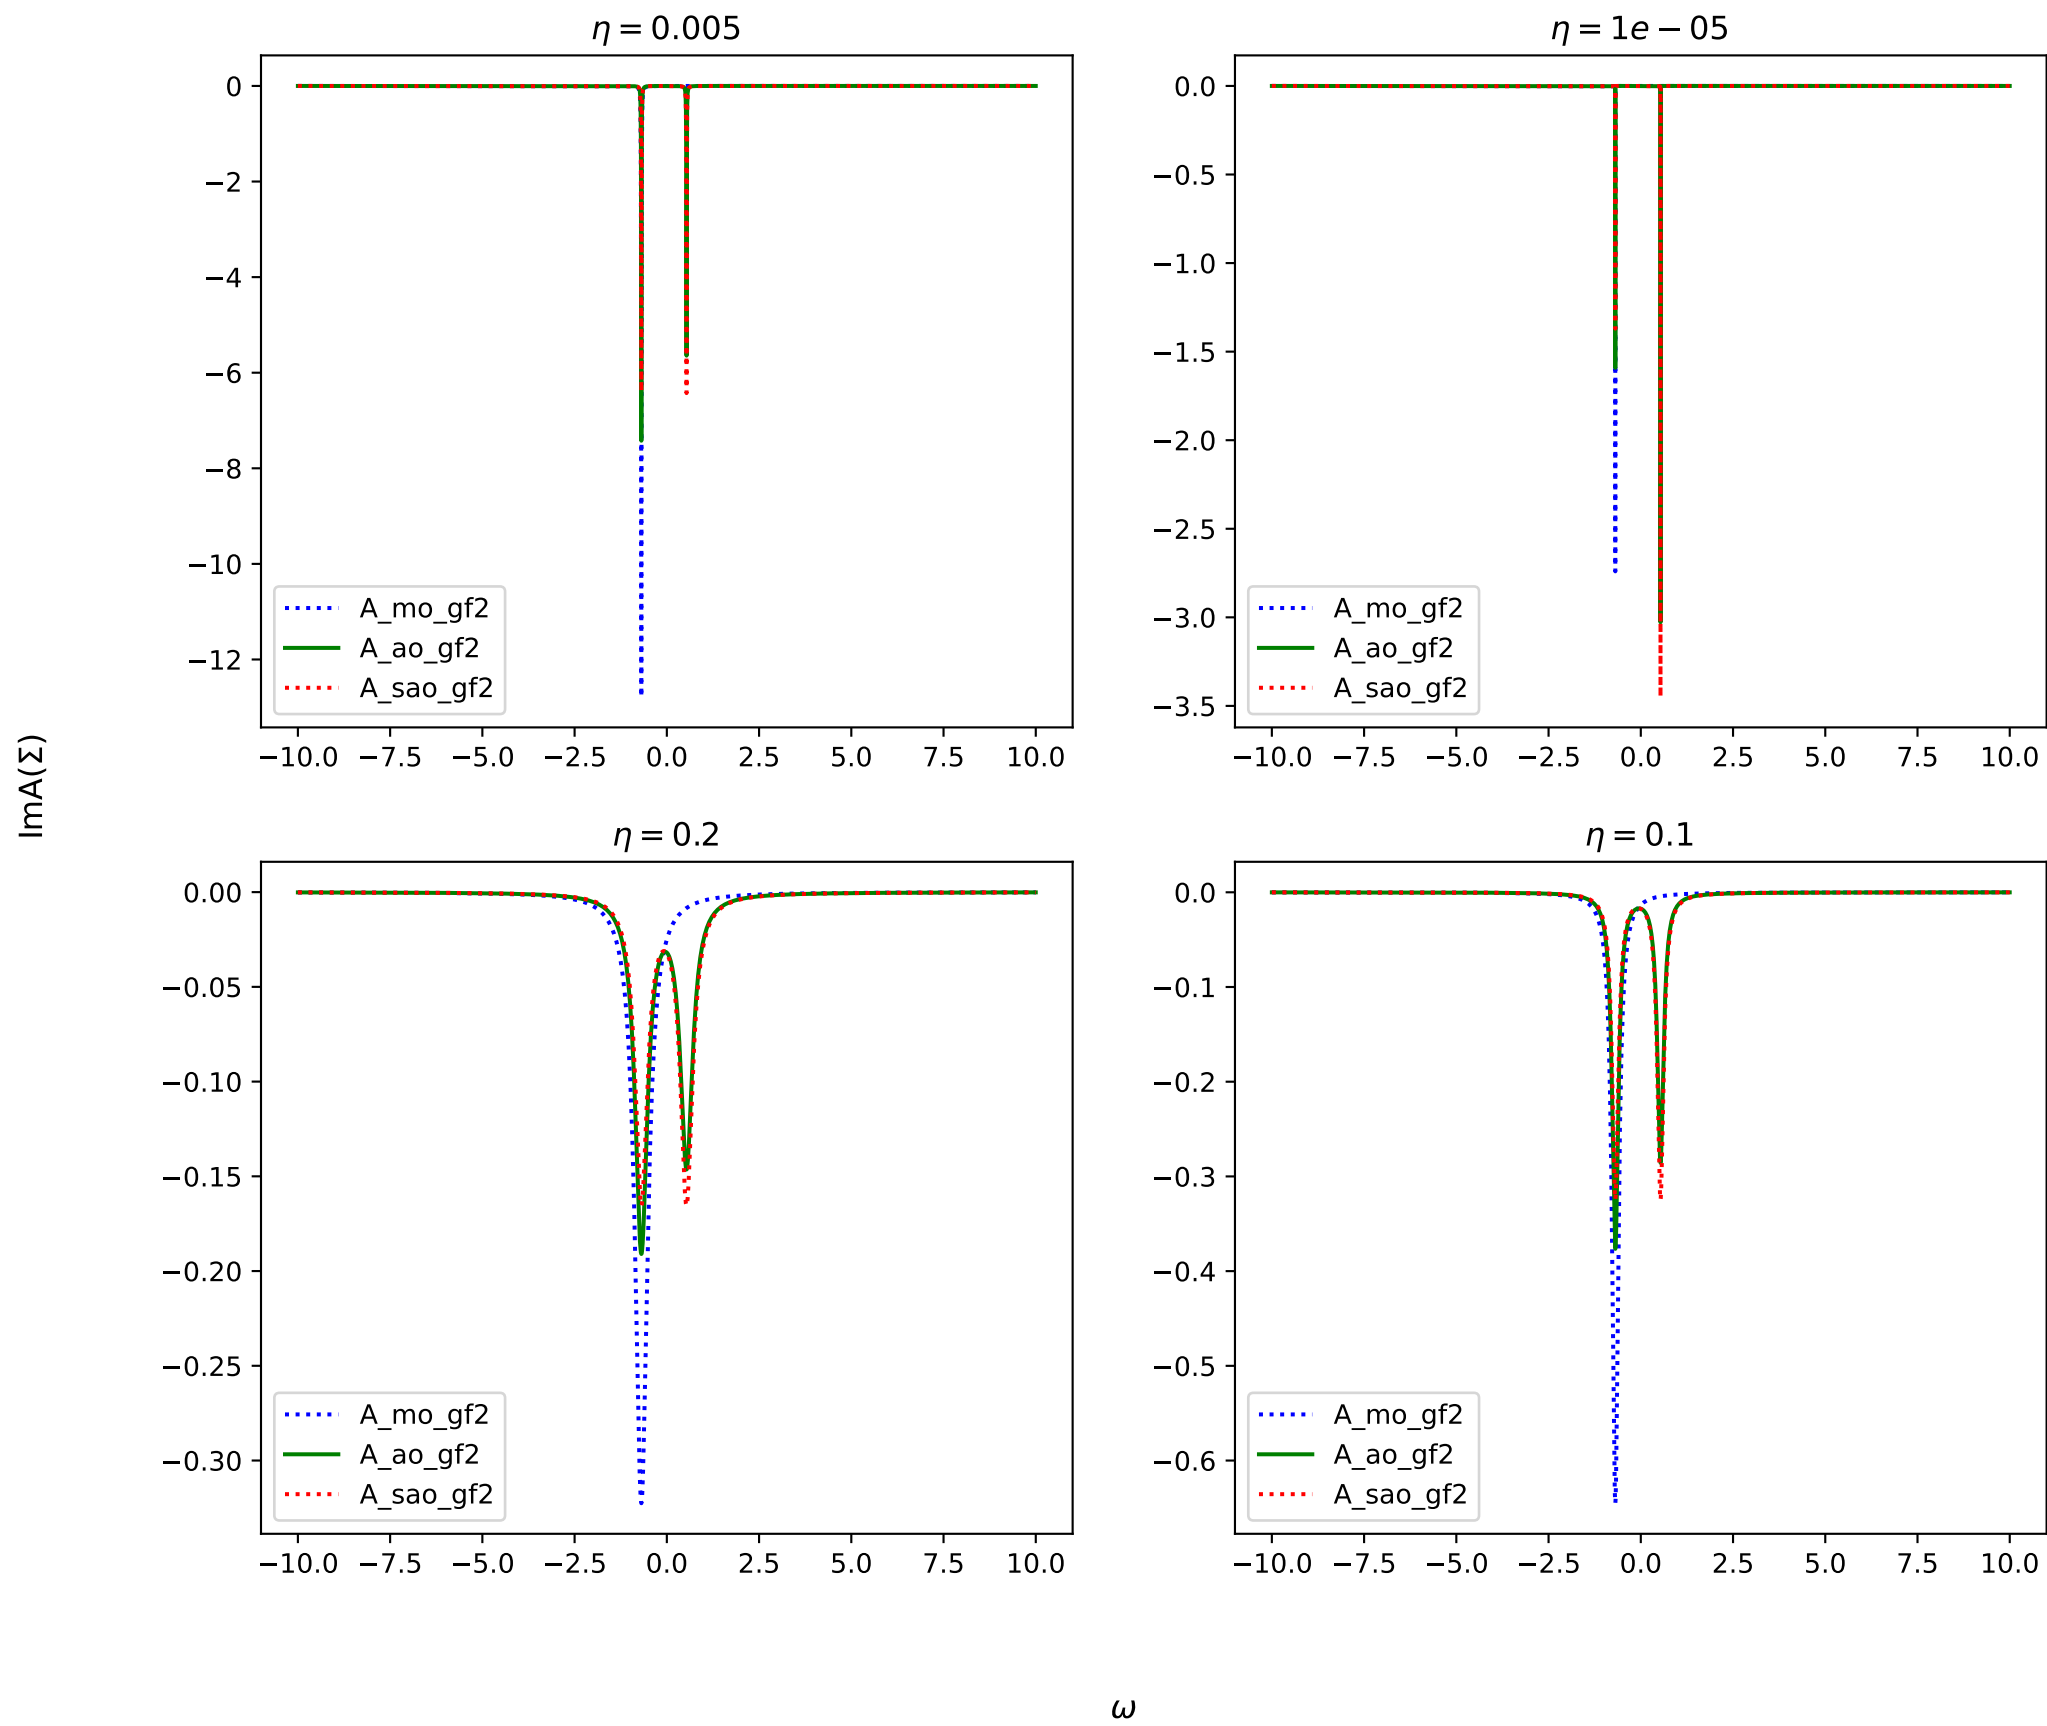 η = 0.005
0
−2
−4
−6
−8
−10
−12
A_mo_gf2
A_ao_gf2
A_sao_gf2
−10.0 −7.5 −5.0 −2.5 0.0 2.5 5.0 7.5 10.0
η = 1e − 05
0.0
−0.5
−1.0
−1.5
−2.0
−2.5
−3.0
−3.5
A_mo_gf2
A_ao_gf2
A_sao_gf2
−10.0 −7.5 −5.0 −2.5 0.0 2.5 5.0 7.5 10.0
ImA(Σ)
η = 0.2
0.00
−0.05
−0.10
−0.15
−0.20
−0.25
−0.30
A_mo_gf2
A_ao_gf2
A_sao_gf2
−10.0 −7.5 −5.0 −2.5 0.0 2.5 5.0 7.5 10.0
η = 0.1
0.0
−0.1
−0.2
−0.3
−0.4
−0.5
−0.6
A_mo_gf2
A_ao_gf2
A_sao_gf2
−10.0 −7.5 −5.0 −2.5 0.0 2.5 5.0 7.5 10.0
ω